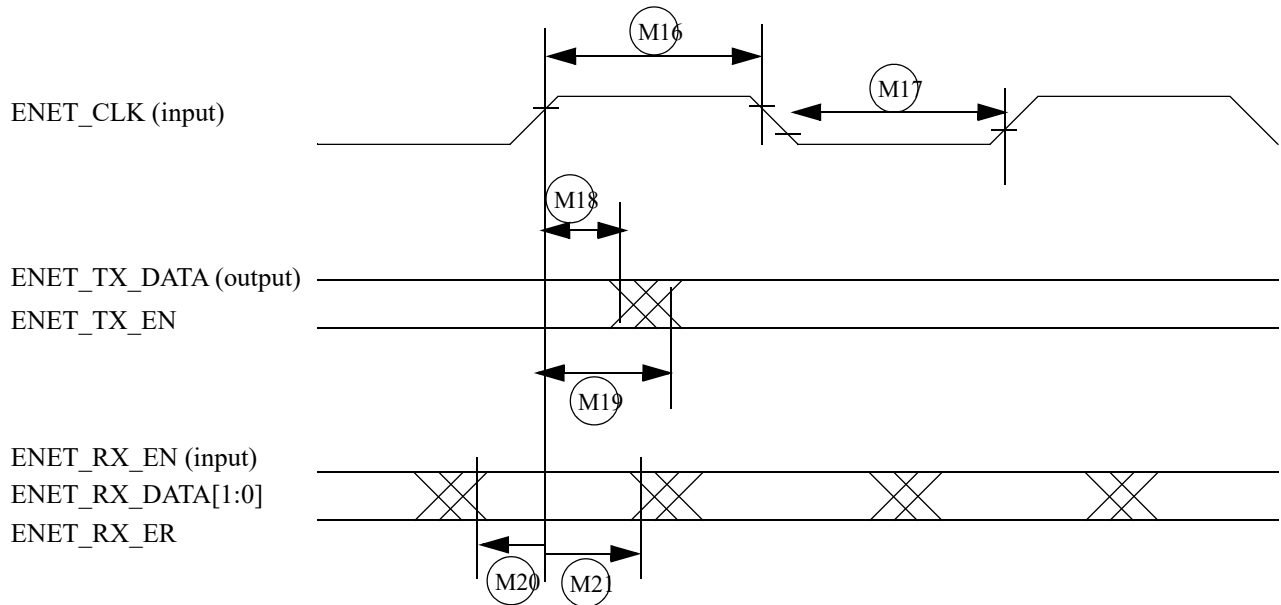 M16
M17
ENET_CLK (input)
M18
ENET_TX_DATA (output)
ENET_TX_EN
M19
ENET_RX_EN (input)
ENET_RX_DATA[1:0]
ENET_RX_ER
M20 M21